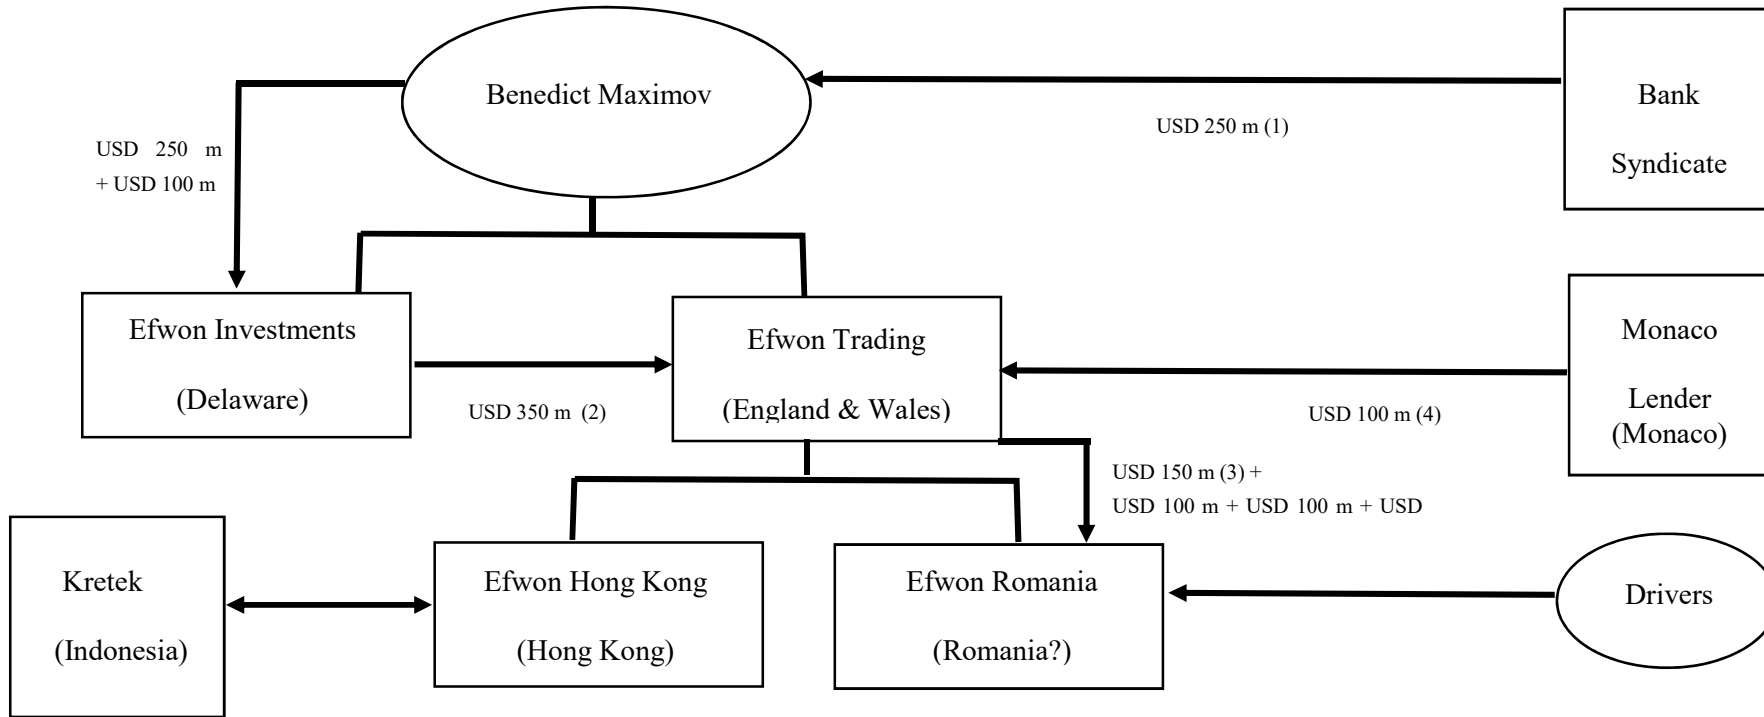 Benedict Maximov
Bank
Syndicate
USD 250 m (1)
USD 250 m
+ USD 100 m
Efwon Investments
(Delaware)
USD 350 m (2)
Efwon Trading
(England & Wales)
USD 100 m (4)
Monaco
Lender
(Monaco)
USD 150 m (3) +
USD 100 m + USD 100 m + USD
Kretek
(Indonesia)
Efwon Hong Kong
(Hong Kong)
Efwon Romania
(Romania?)
Drivers